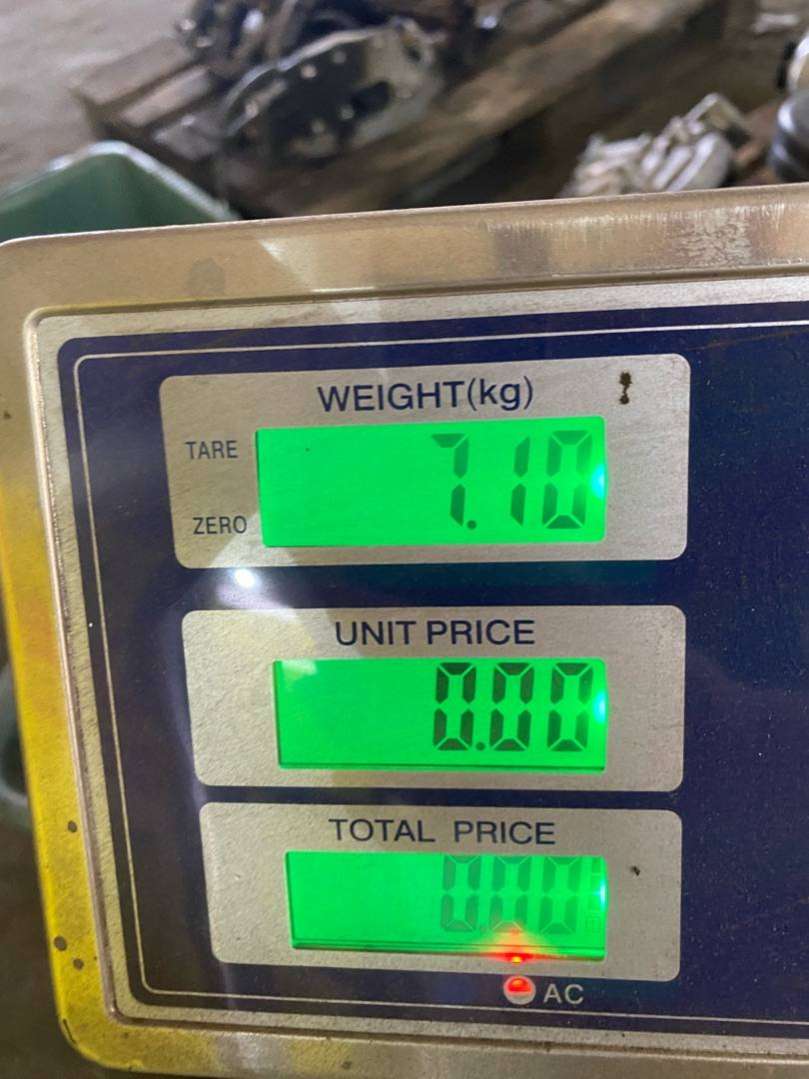 WEIGHT(kg)
TARE
7.10
ZERO
UNIT PRICE
0.00
TOTAL PRICE
0.00
AC